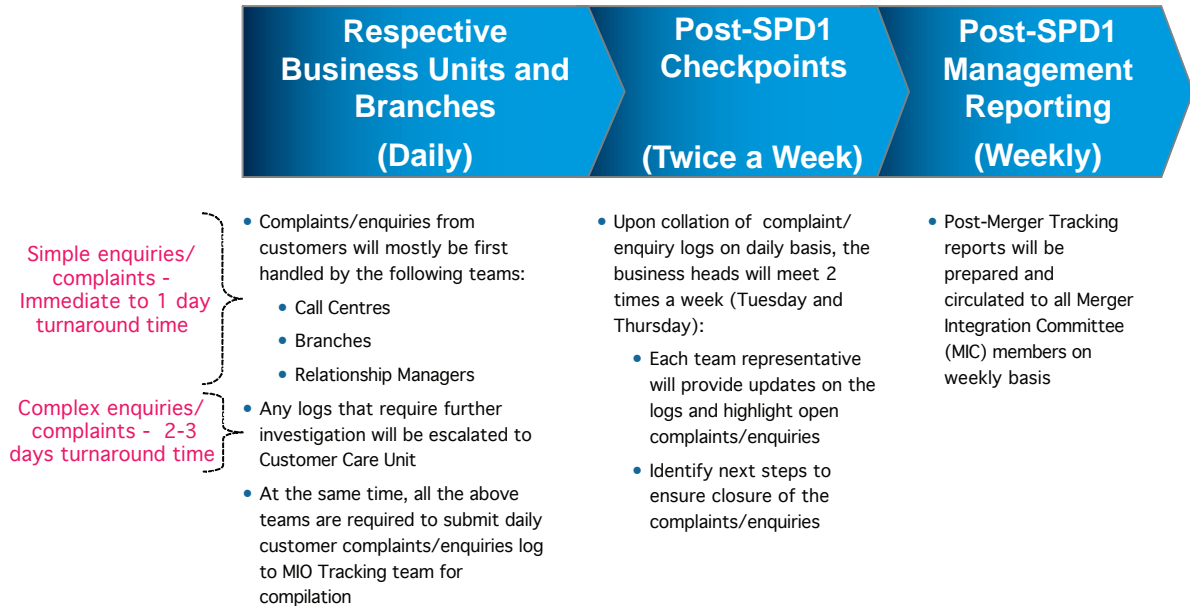 Respective
Business Units and
Branches
(Daily)
Post-SPD1
Checkpoints
(Twice a Week)
Post-SPD1
Management
Reporting
(Weekly)
Simple enquiries/
complaints -
Immediate to 1 day
turnaround time
Complex enquiries/
complaints - 2-3
days turnaround time
• Complaints/enquiries from
customers will mostly be first
handled by the following teams:
• Call Centres
• Branches
• Relationship Managers
• Any logs that require further
investigation will be escalated to
Customer Care Unit
• At the same time, all the above
teams are required to submit daily
customer complaints/enquiries log
to MIO Tracking team for
compilation
• Upon collation of complaint/
enquiry logs on daily basis, the
business heads will meet 2
times a week (Tuesday and
Thursday):
• Each team representative
will provide updates on the
logs and highlight open
complaints/enquiries
• Identify next steps to
ensure closure of the
complaints/enquiries
• Post-Merger Tracking
reports will be
prepared and
circulated to all Merger
Integration Committee
(MIC) members on
weekly basis